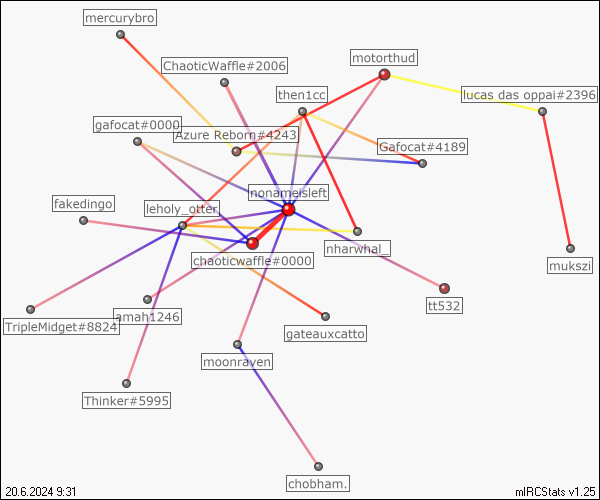 mercurybro
motorthud
ChaoticWaffle#2006
then1cc
lucas das oppai#2396
gafocat#0000
Azure Reborn#4243
Gafocat#4189
nonameisleft
fakedingo
leholy_otter
nharwhal_
chaoticwaffle#0000
mukszi
tt532
amah1246
TripleMidget#8824
gateauxcatto
moonraven
Thinker#5995
chobham.
20.6.2024 9:31
mIRCStats v1.25